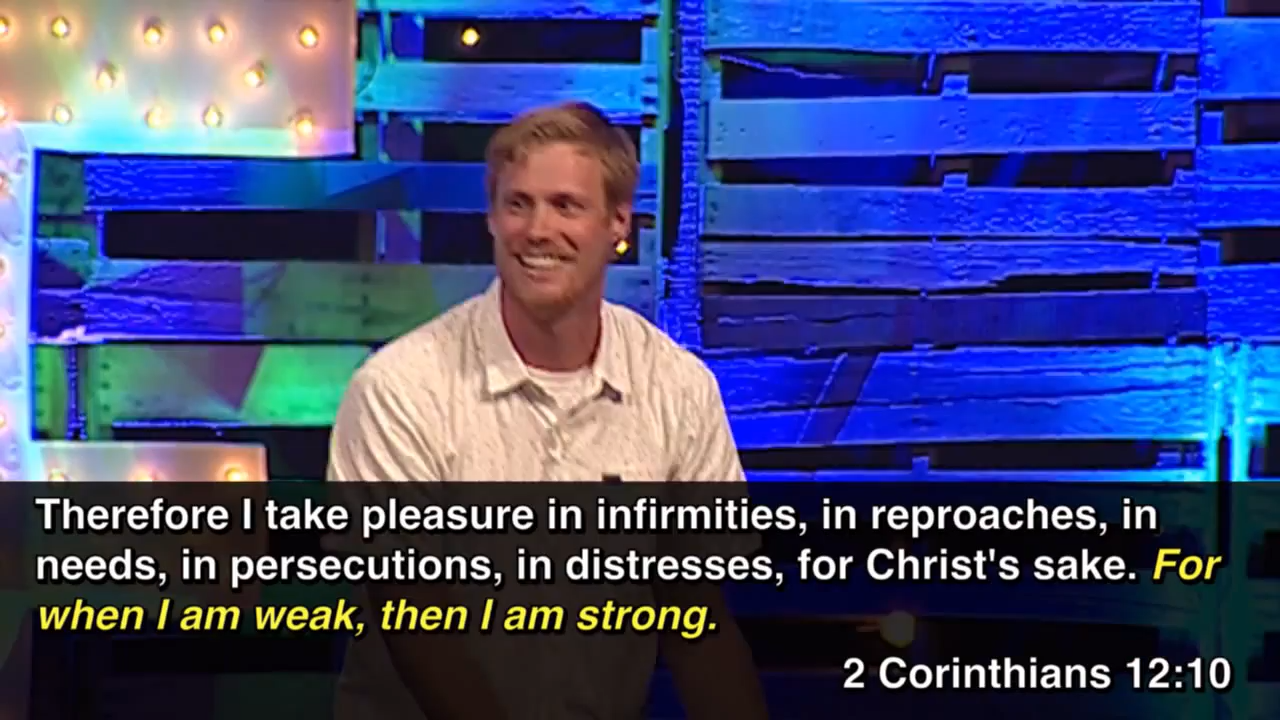 Therefore I take pleasure in infirmities, in reproaches, in
needs, in persecutions, in distresses, for Christ's sake. For
when I am weak, then I am strong.
2 Corinthians 12:10